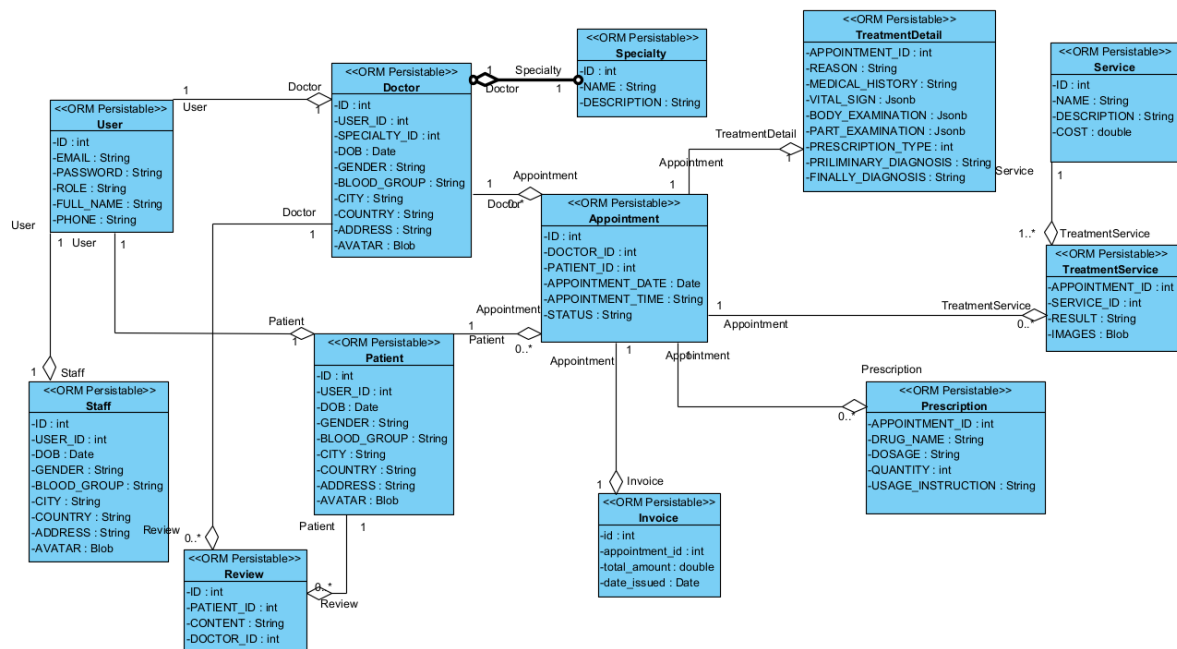 <<ORM Persistable>>
User
-ID : int
-EMAIL : String
-PASSWORD : String
-ROLE : String
-FULL_NAME : String
-PHONE : String
1
User
Doctor
1
<<ORM Persistable>>
Doctor
-ID : int
-USER_ID : int
-SPECIALTY_ID : int
-DOB : Date
-GENDER : String
-BLOOD_GROUP : String
-CITY : String
-COUNTRY : String
-ADDRESS : String
-AVATAR : Blob
1
Specialty
Doctor
1
<<ORM Persistable>>
Specialty
-ID : int
-NAME : String
-DESCRIPTION : String
<<ORM Persistable>>
TreatmentDetail
-APPOINTMENT_ID : int
-REASON : String
-MEDICAL_HISTORY : String
-VITAL_SIGN : Jsonb
-BODY_EXAMINATION : Jsonb
-PART_EXAMINATION : Jsonb
-PRESCRIPTION_TYPE : int
-PRILIMINARY_DIAGNOSIS : String
-FINALLY_DIAGNOSIS : String
<<ORM Persistable>>
Service
-ID : int
-NAME : String
-DESCRIPTION : String
-COST : double
TreatmentDetail
1
Appointment
1
Service
1
1..*
TreatmentService
<<ORM Persistable>>
TreatmentService
-APPOINTMENT_ID : int
-SERVICE_ID : int
-RESULT : String
-IMAGES : Blob
1
Appointment
Doctor
0..*
<<ORM Persistable>>
Appointment
-ID : int
-DOCTOR_ID : int
-PATIENT_ID : int
-APPOINTMENT_DATE : Date
-APPOINTMENT_TIME : String
-STATUS : String
1
Appointment
TreatmentService
0..*
Doctor
1
User
1
User
1
Patient
1
Appointment
1
Patient
0..*
<<ORM Persistable>>
Patient
-ID : int
-USER_ID : int
-DOB : Date
-GENDER : String
-BLOOD_GROUP : String
-CITY : String
-COUNTRY : String
-ADDRESS : String
-AVATAR : Blob
1
Appointment
Appointment
1
Prescription
0..*
<<ORM Persistable>>
Prescription
-APPOINTMENT_ID : int
-DRUG_NAME : String
-DOSAGE : String
-QUANTITY : int
-USAGE_INSTRUCTION : String
1
Staff
<<ORM Persistable>>
Staff
-ID : int
-USER_ID : int
-DOB : Date
-GENDER : String
-BLOOD_GROUP : String
-CITY : String
-COUNTRY : String
-ADDRESS : String
-AVATAR : Blob
1
Invoice
<<ORM Persistable>>
Invoice
-id : int
-appointment_id : int
-total_amount : double
-date_issued : Date
Review
0..*
Patient
1
0..*
Review
<<ORM Persistable>>
Review
-ID : int
-PATIENT_ID : int
-CONTENT : String
-DOCTOR_ID : int